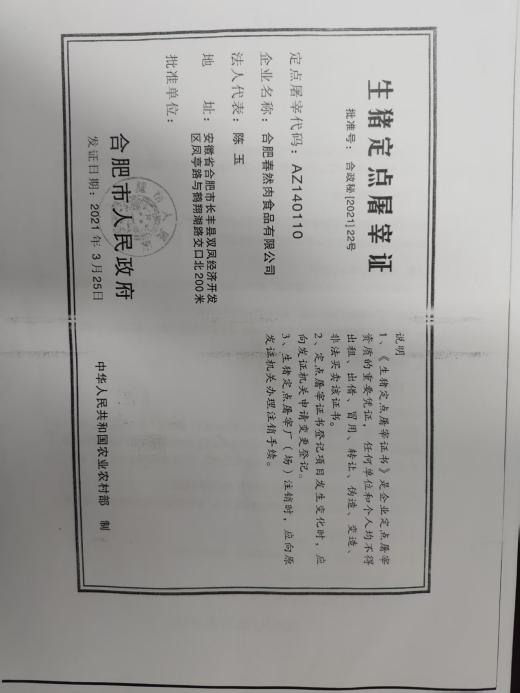 生猪定点屠宰证
批准号：合政秘[2021]22号
定点屠宰代码：AZ140110
企业名称：合肥春然肉食品有限公司
法人代表：陈 玉
地 址：安徽省合肥市长丰县双凤经济开发
区凤亭路与鹤翔湖路交口北200米
批准单位：
合肥市人民政府
发证日期：2021年3月25日
说明
1、《生猪定点屠宰证书》是企业定点屠宰
资质的重要凭证，任何单位和个人均不得
出租、出借、冒用、转让、伪造、变造、
非法买卖该证书。
2、定点屠宰证书登记项目发生变化时，应
向发证机关申请变更登记。
3、生猪定点屠宰厂（场）注销时，应向原
发证机关办理注销手续。
中华人民共和国农业农村部 制